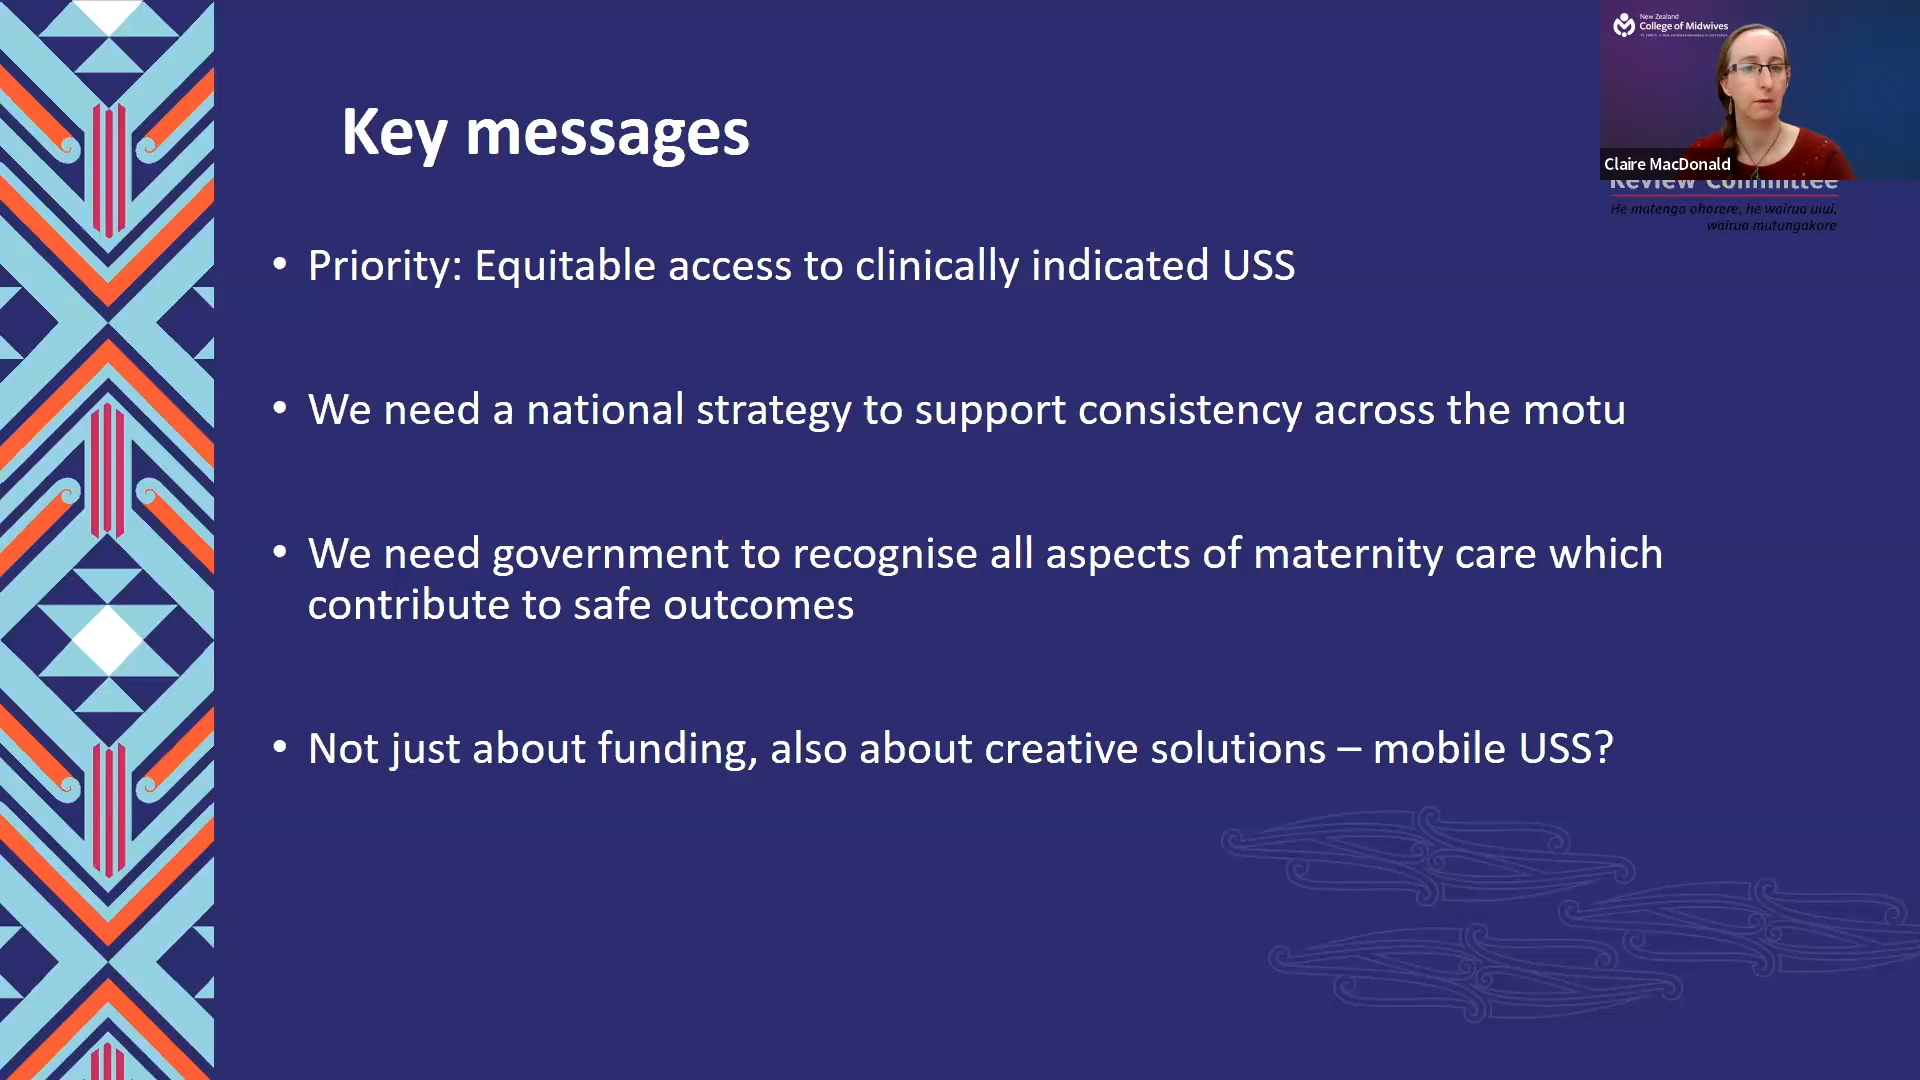 New Zealand
College of Midwives
Claire MacDonald
Review Committee
He matenga ohorere, he wairua uiui,
wairua mutungakore
Key messages
• Priority: Equitable access to clinically indicated USS
• We need a national strategy to support consistency across the motu
• We need government to recognise all aspects of maternity care which
contribute to safe outcomes
• Not just about funding, also about creative solutions – mobile USS?